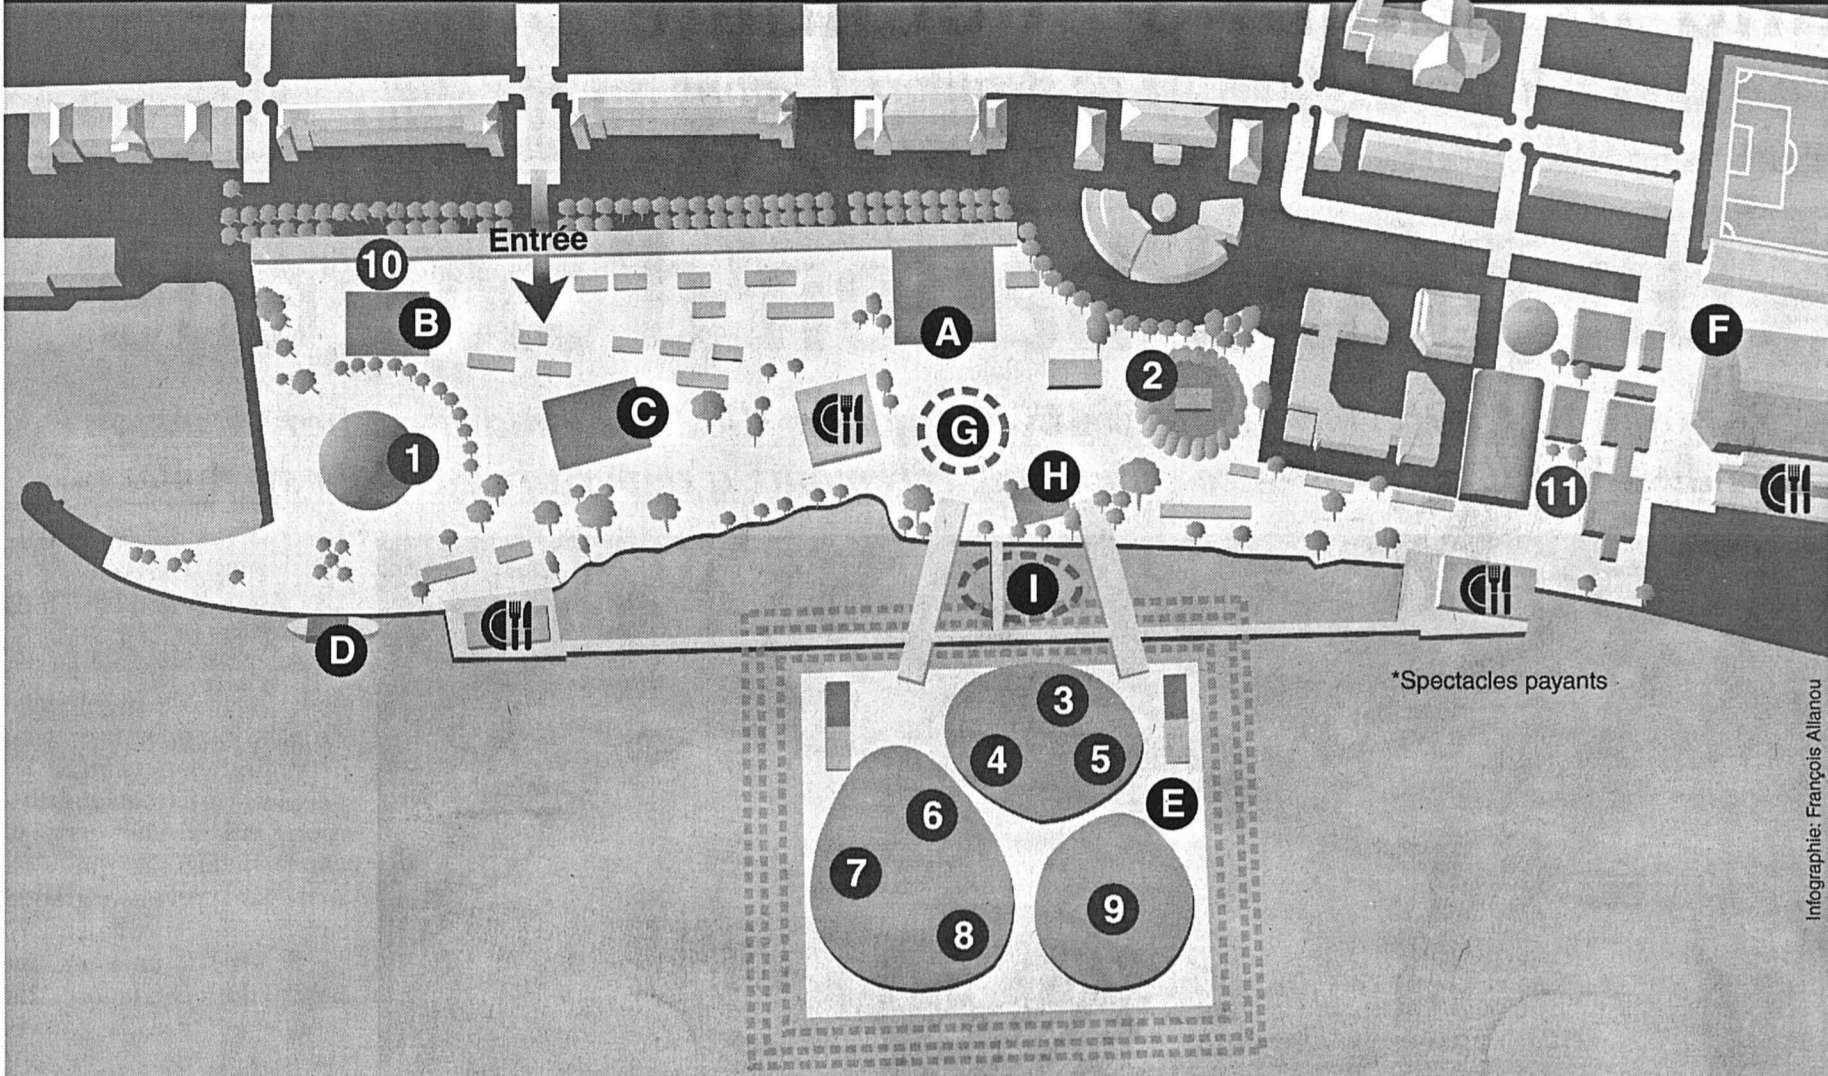 Entrée
10
B
A
F
2
C
G
1
H
11
I
D
*Spectacles payants
3
4
5
E
6
7
9
8
Infographie: François Allanou